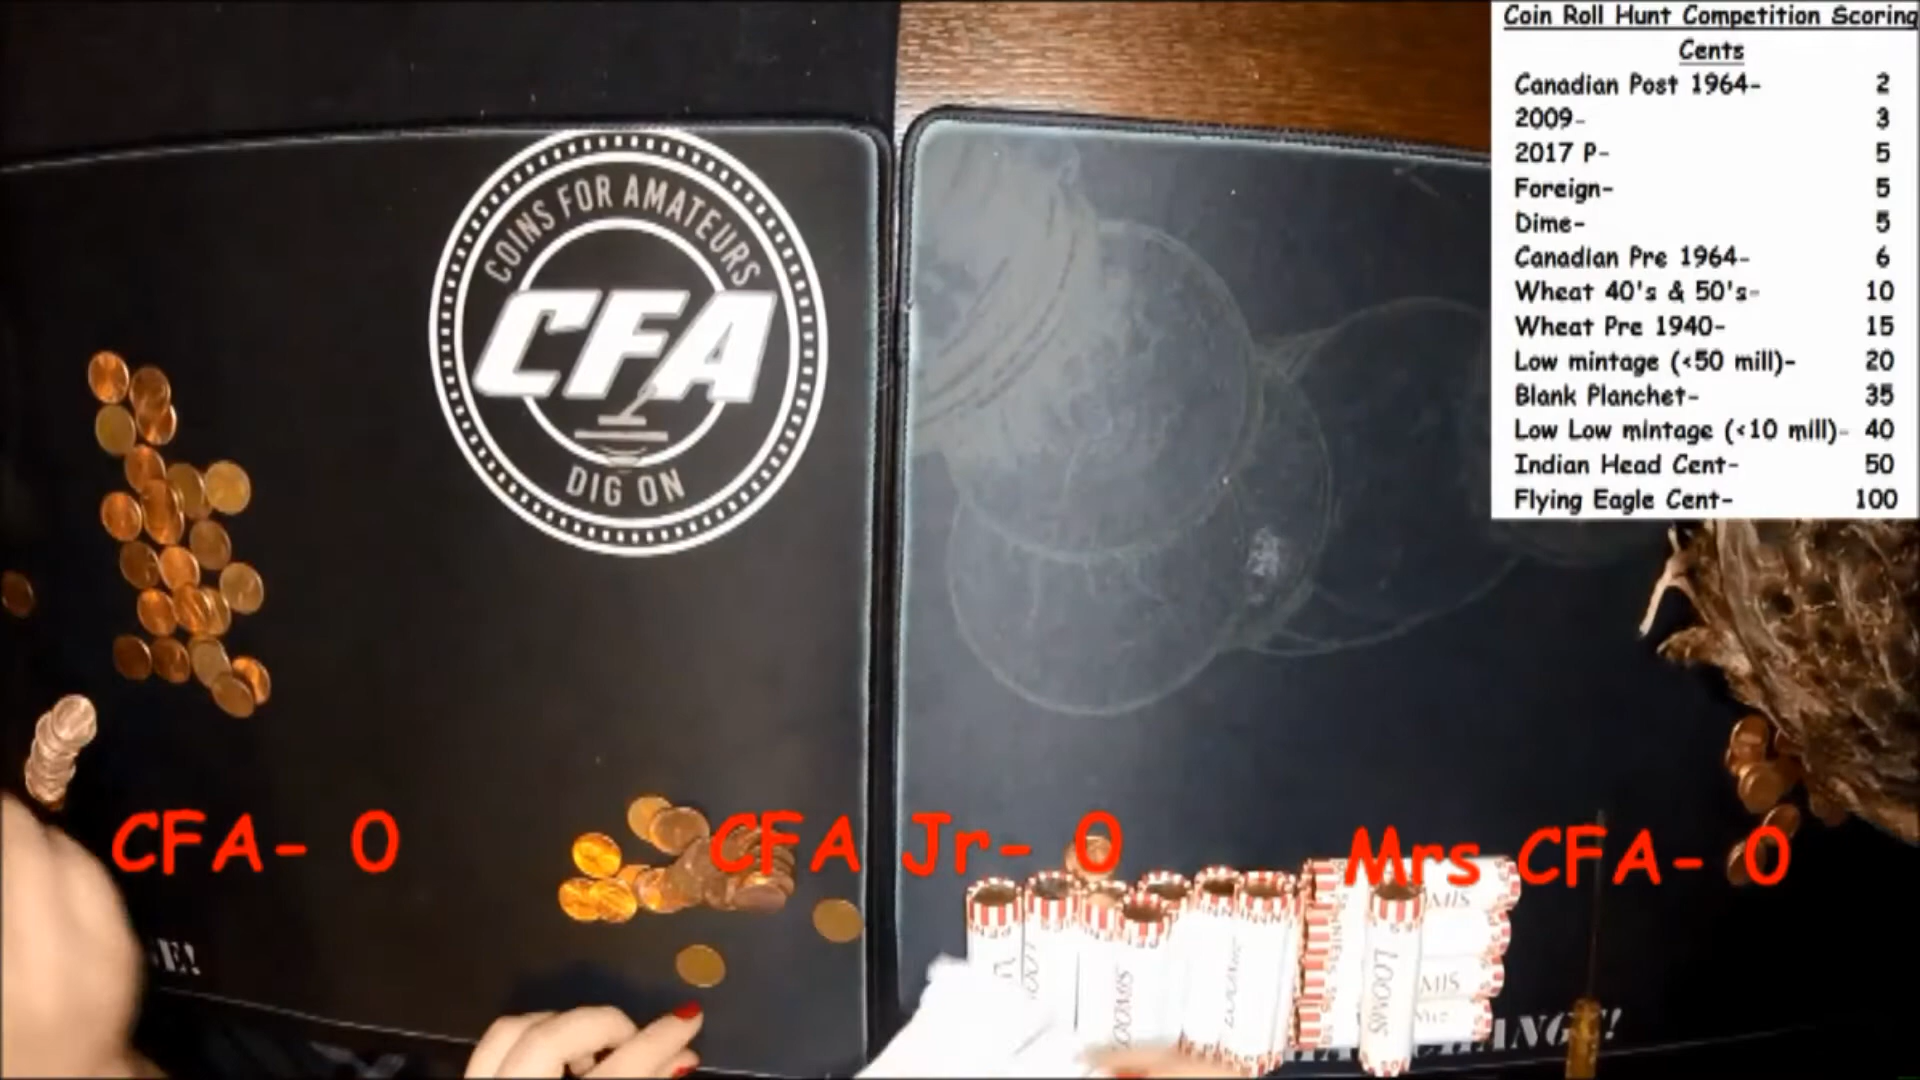 Coin Roll Hunt Competition Scoring
Cents
Canadian Post 1964- 2
2009- 3
2017 P- 5
Foreign- 5
Dime- 5
Canadian Pre 1964- 6
Wheat 40's & 50's- 10
Wheat Pre 1940- 15
Low mintage (<50 mill)- 20
Blank Planchet- 35
Low Low mintage (<10 mill)- 40
Indian Head Cent- 50
Flying Eagle Cent- 100
COINS FOR AMATEURS
CFA
DIG ON
CFA- 0
CFA Jr- 0
Mrs CFA- 0
LOOMIS